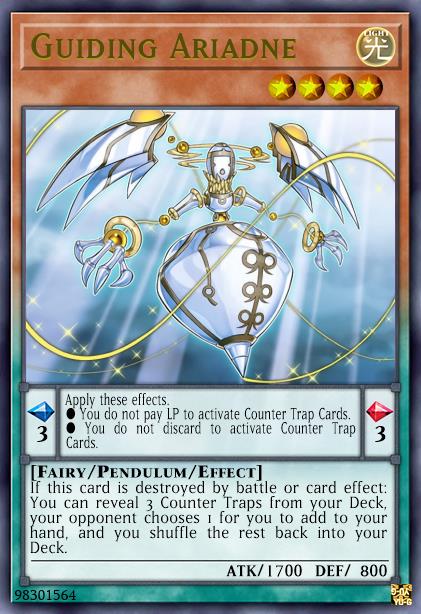 Guiding Ariadne
LIGHT
光
Apply these effects.
● You do not pay LP to activate Counter Trap Cards.
● You do not discard to activate Counter Trap
Cards.
3
3
[Fairy/Pendulum/Effect]
If this card is destroyed by battle or card effect:
You can reveal 3 Counter Traps from your Deck,
your opponent chooses 1 for you to add to your
hand, and you shuffle the rest back into your
Deck.
ATK/1700 DEF/ 800
98301564